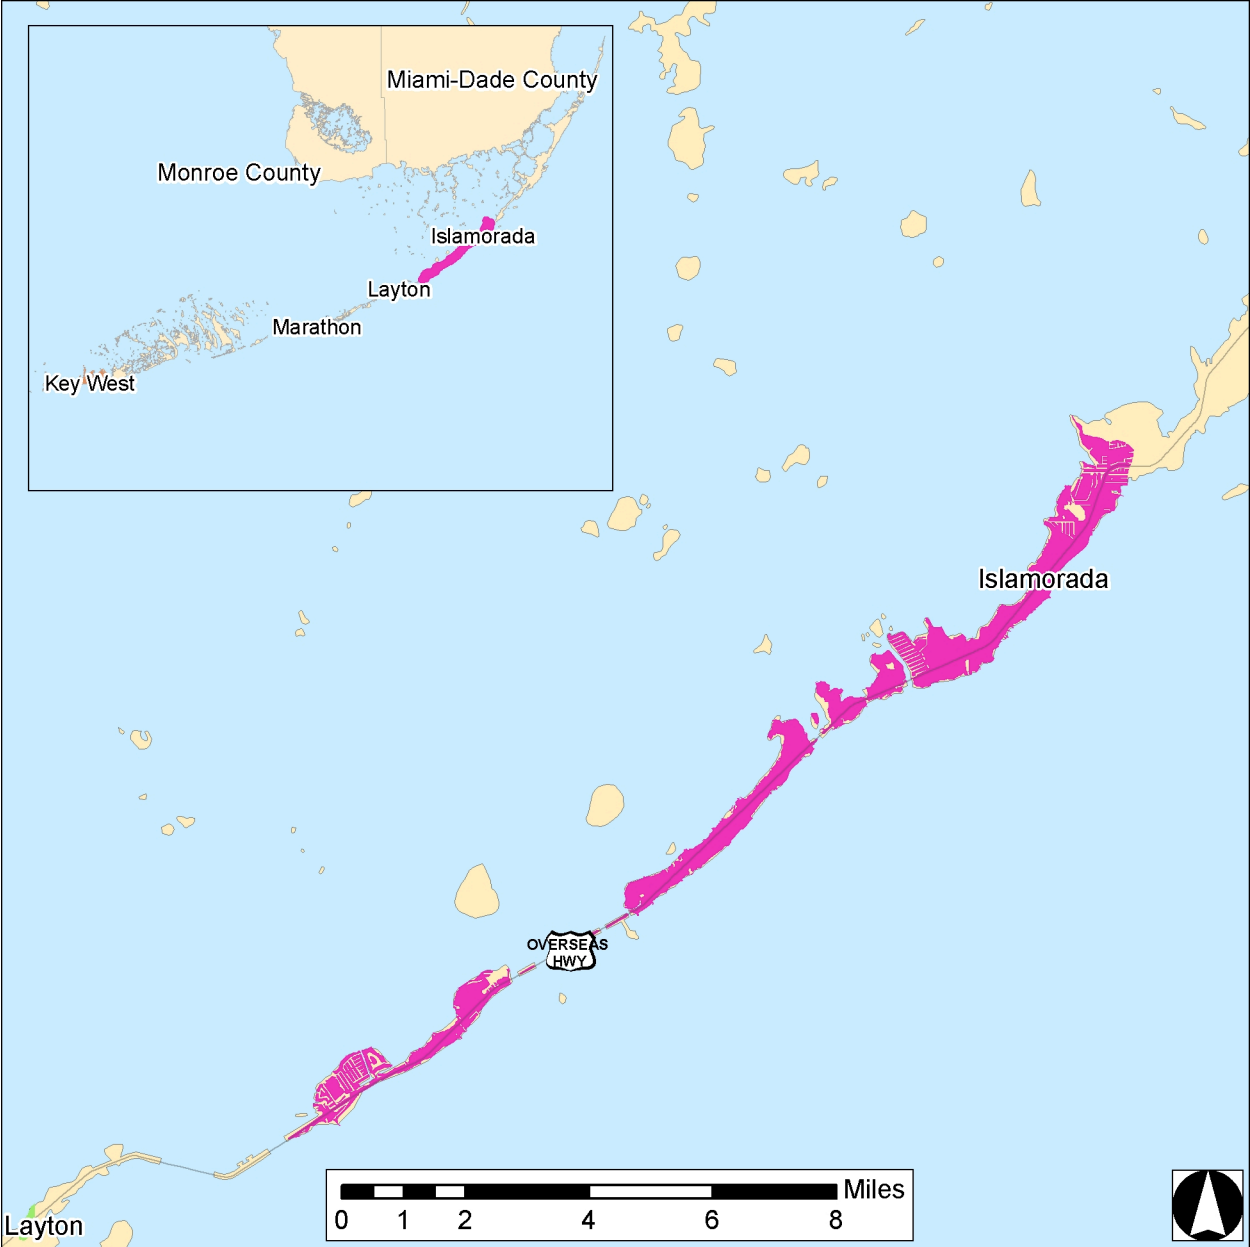 Miami-Dade County
Monroe County
Islamorada
Layton
Marathon
Key West
Islamorada
OVERSEAS
HWY
Layton
Miles
0 1 2 4 6 8